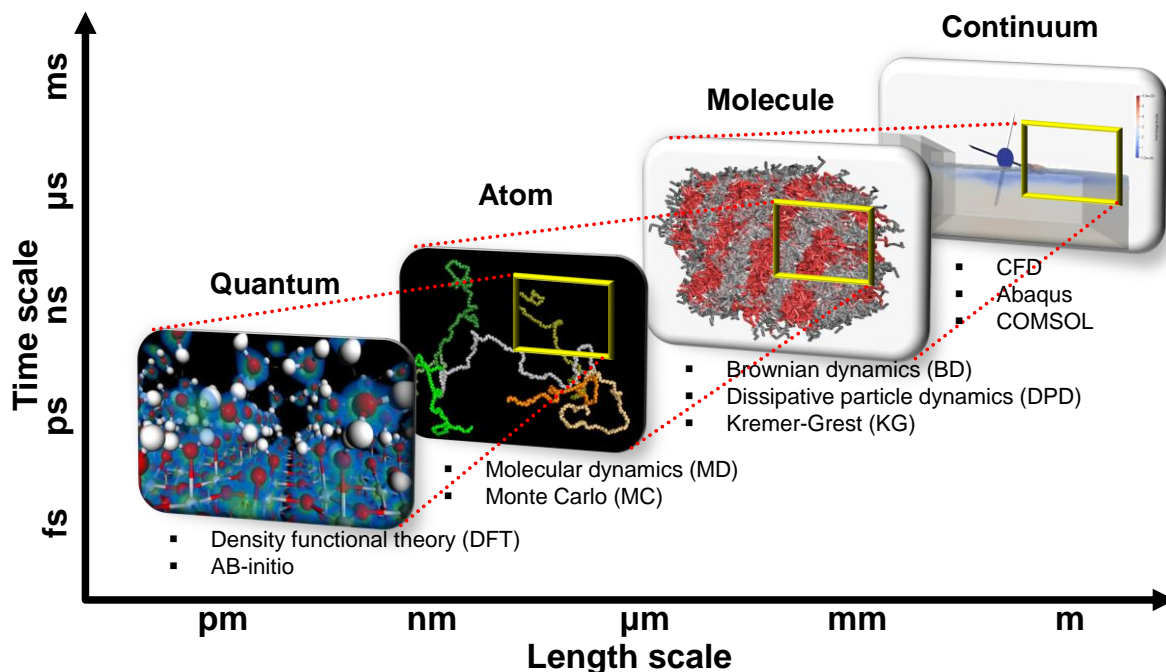 Continuum
Molecule
Atom
Quantum
▪ CFD
▪ Abaqus
▪ COMSOL
▪ Brownian dynamics (BD)
▪ Dissipative particle dynamics (DPD)
▪ Kremer-Grest (KG)
▪ Molecular dynamics (MD)
▪ Monte Carlo (MC)
▪ Density functional theory (DFT)
▪ AB-initio
Time scale
ms
µs
ns
ps
fs
pm nm µm mm m
Length scale